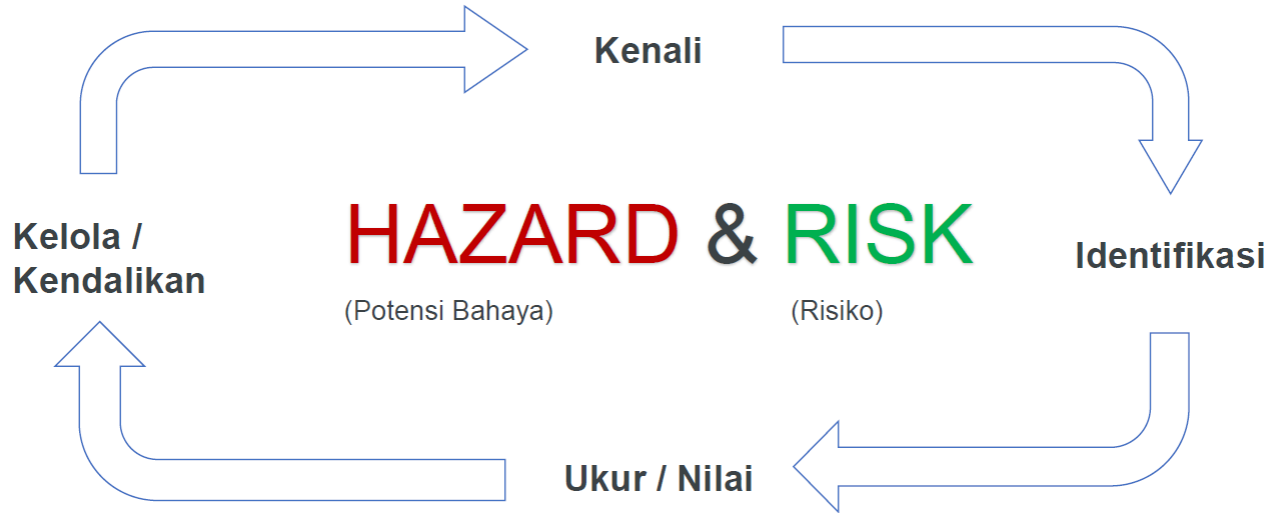 Kenali
HAZARD & RISK
(Potensi Bahaya)
(Risiko)
Identifikasi
Ukur / Nilai
Kelola /
Kendalikan